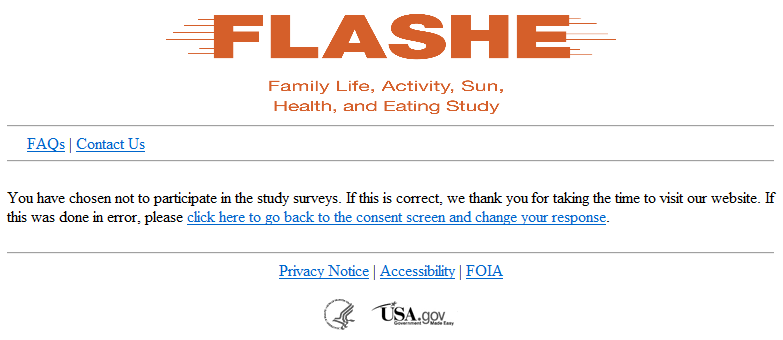 FLASHE
Family Life, Activity, Sun,
Health, and Eating Study
FAQs | Contact Us
You have chosen not to participate in the study surveys. If this is correct, we thank you for taking the time to visit our website. If
this was done in error, please click here to go back to the consent screen and change your response.
Privacy Notice | Accessibility | FOIA
USA.gov
Government Made Easy